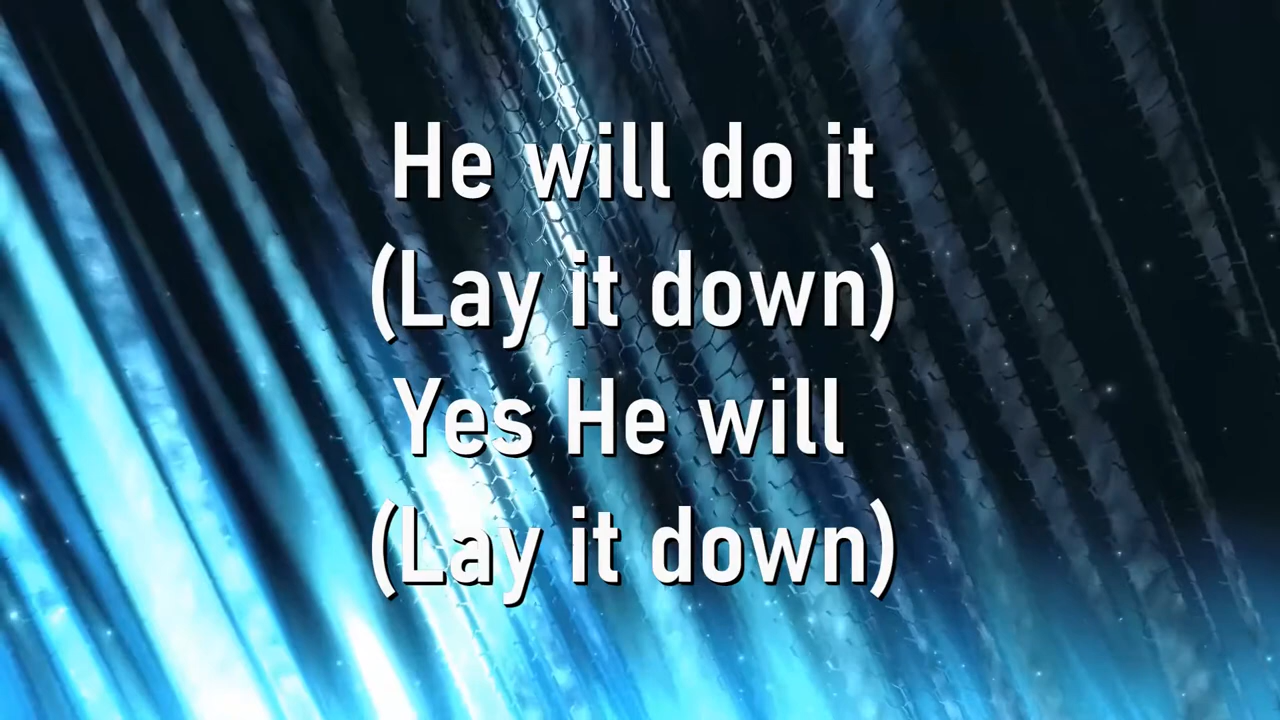 He will do it
(Lay it down)
Yes He will
(Lay it down)